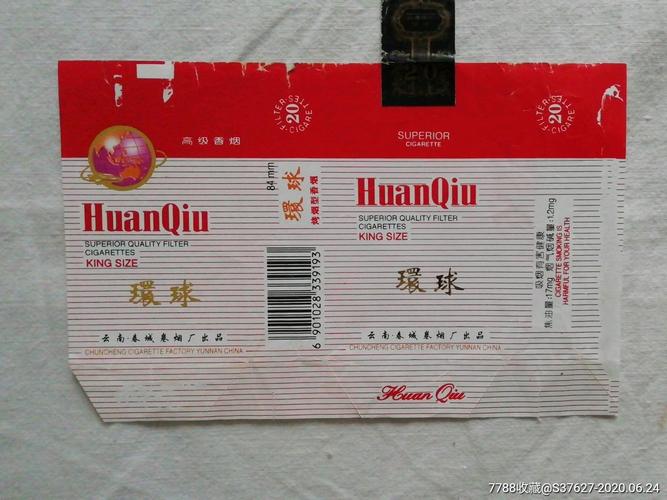 高级香烟
HuanQiu
SUPERIOR QUALITY FILTER
CIGARETTES
KING SIZE
環球
云南·春城卷烟厂出品
CHUNCHENG CIGARETTE FACTORY YUNNAN CHINA
FILTER-CIGARETTES
20
84 mm
環球
烤烟型香烟
6 901028 339193
SUPERIOR
CIGARETTE
HuanQiu
SUPERIOR QUALITY FILTER
CIGARETTES
KING SIZE
環球
云南·春城卷烟厂出品
CHUNCHENG CIGARETTE FACTORY YUNNAN CHINA
Huan Qiu
FILTER-CIGARETTES
20
吸烟有害健康
焦油量:17mg 烟气烟碱量:1.2mg
CIGARETTE SMOKING IS
HARMFUL FOR YOUR HEALTH
7788收藏@S37627-2020.06.24